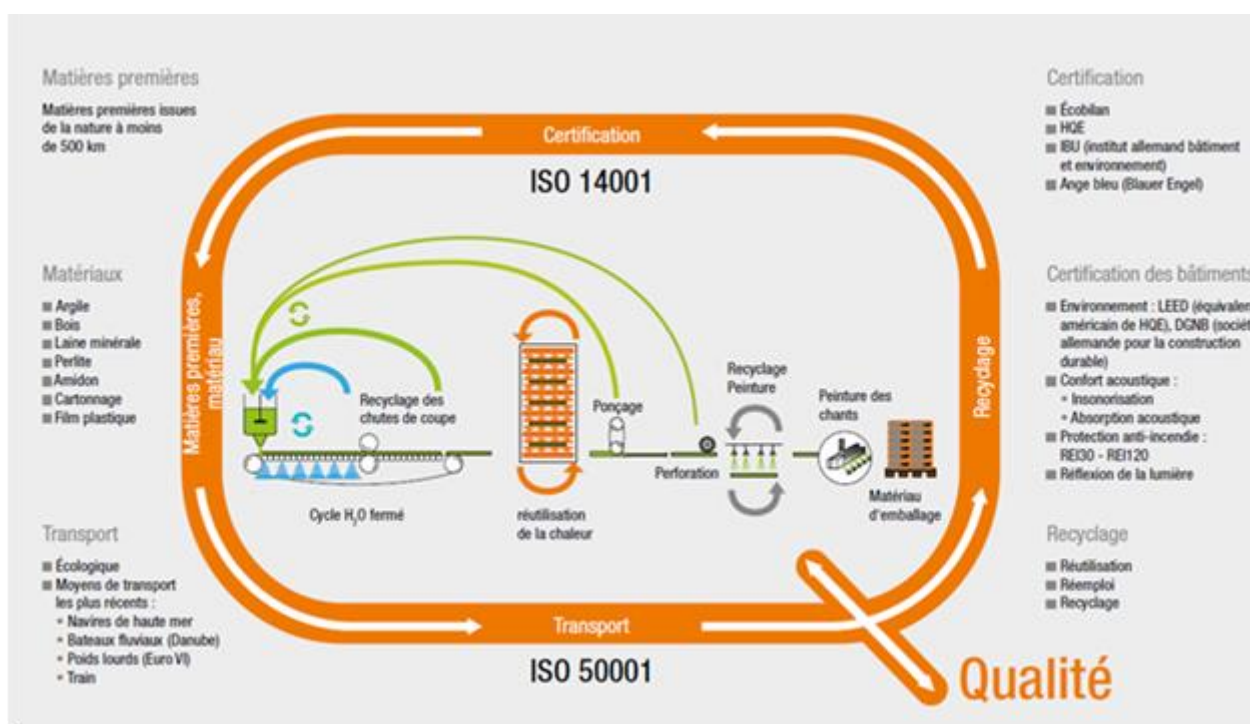 Matières premières
Matières premières issues
de la nature à moins
de 500 km
Matériaux
■ Argile
■ Bois
■ Laine minérale
■ Perlite
■ Amidon
■ Cartonnage
■ Film plastique
Transport
■ Écologique
■ Moyens de transport
les plus récents :
• Navires de haute mer
• Bateaux fluviaux (Danube)
• Poids lourds (Euro VI)
• Train
Certification
ISO 14001
Matières premières,
matériau
Recyclage des
chutes de coupe
Cycle H₂O fermé
réutilisation
de la chaleur
Ponçage
Perforation
Recyclage
Peinture
Peinture des
chants
Matériau
d'emballage
Recyclage
Transport
ISO 50001
Qualité
Certification
■ Écobilan
■ HQE
■ IBU (institut allemand bâtiment
et environnement)
■ Ange bleu (Blauer Engel)
Certification des bâtiments
■ Environnement : LEED (équivalen
américain de HQE), DGNB (sociét
allemande pour la construction
durable)
■ Confort acoustique :
• Insonorisation
• Absorption acoustique
■ Protection anti-incendie :
REI30 - REI120
■ Réflexion de la lumière
Recyclage
■ Réutilisation
■ Réemploi
■ Recyclage